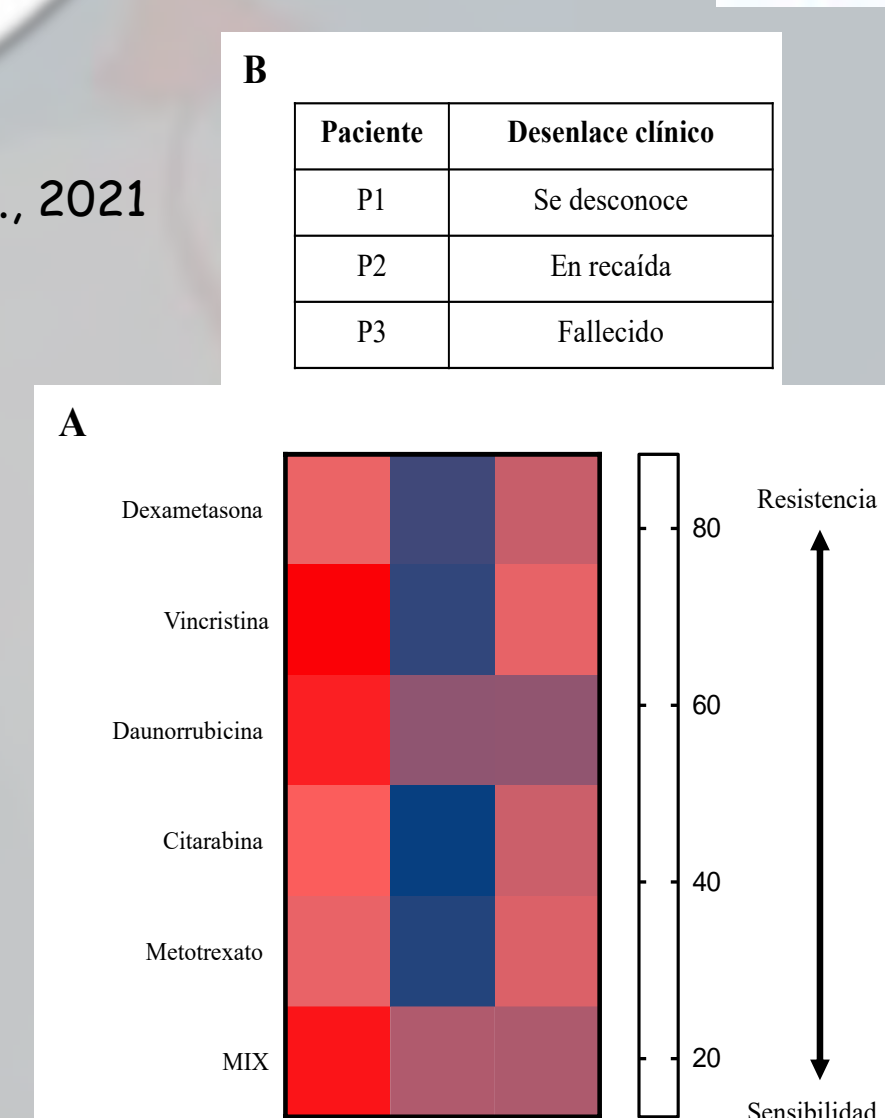 B
Paciente Desenlace clínico
., 2021
P1 Se desconoce
P2 En recaída
P3 Fallecido
A
Dexametasona
Vincristina
Daunorrubicina
Citarabina
Metotrexato
MIX
80
60
40
20
Resistencia
Sensibilidad